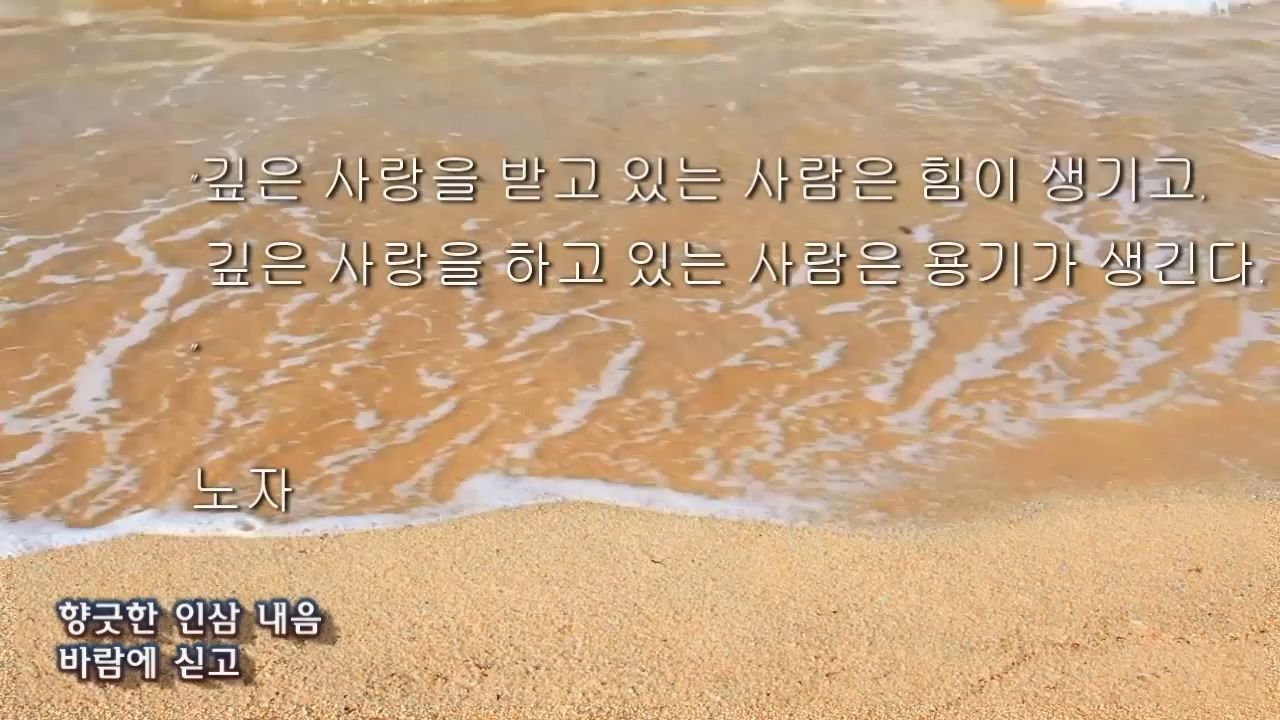 "깊은 사랑을 받고 있는 사람은 힘이 생기고,
깊은 사랑을 하고 있는 사람은 용기가 생긴다.
"
노자
향긋한 인삼 내음
바람에 싣고